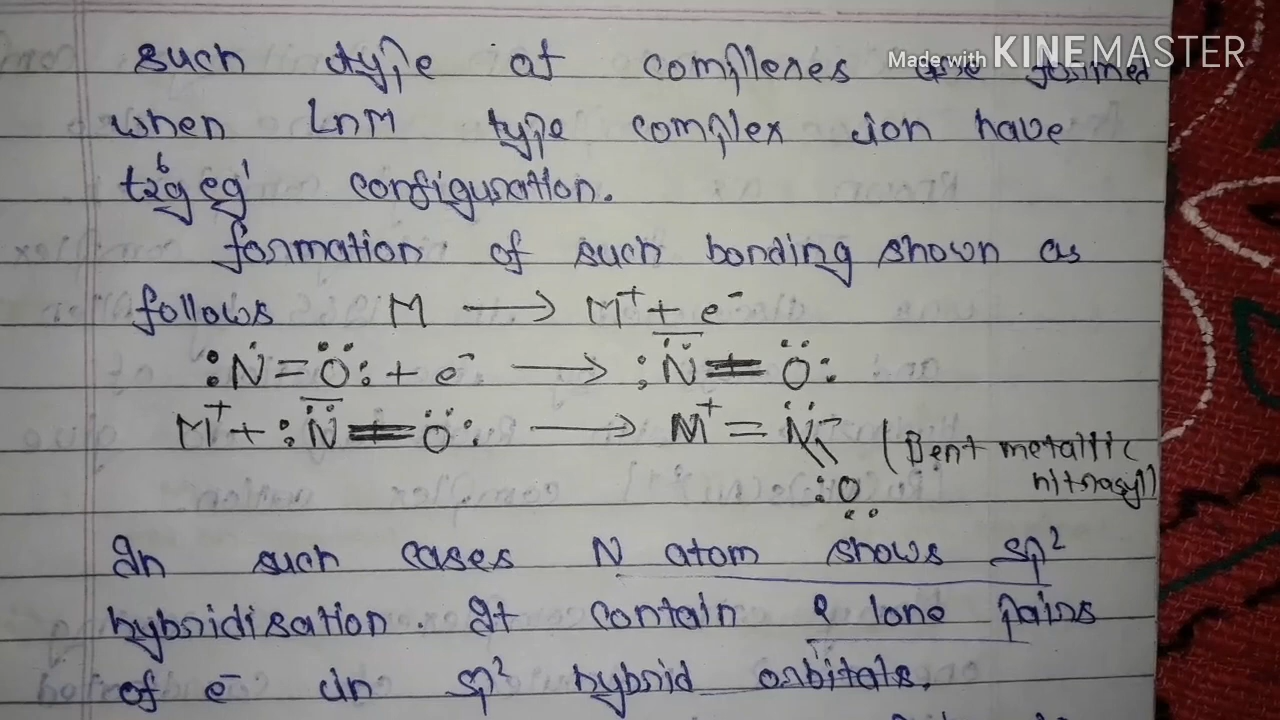 Made with KINEMASTER
such type of complexes are formed
when LnM type complex ion have
t2g⁶ eg¹ configuration.
formation of such bonding shown as
follows M → M⁺ + e⁻
:N = O: + e⁻ → :N = O:
M⁺ + :N = O: → M⁺ = N
(Bent metallic
nitrosyl)
:O
In such cases N atom shows sp²
hybridisation. It contain 2 lone pairs
of e⁻ in sp² hybrid orbitals.